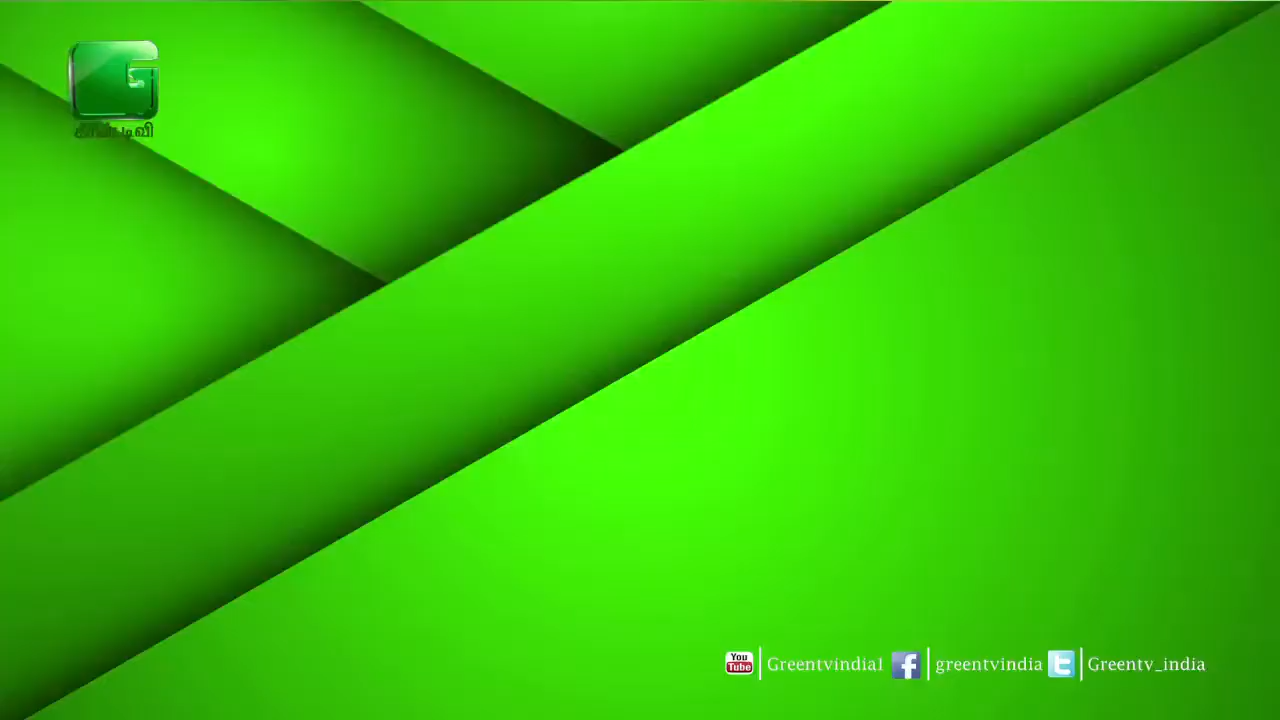 G
கிரீன் டிவி
You
Tube Greentvindia1 f greentvindia t Greentv_india